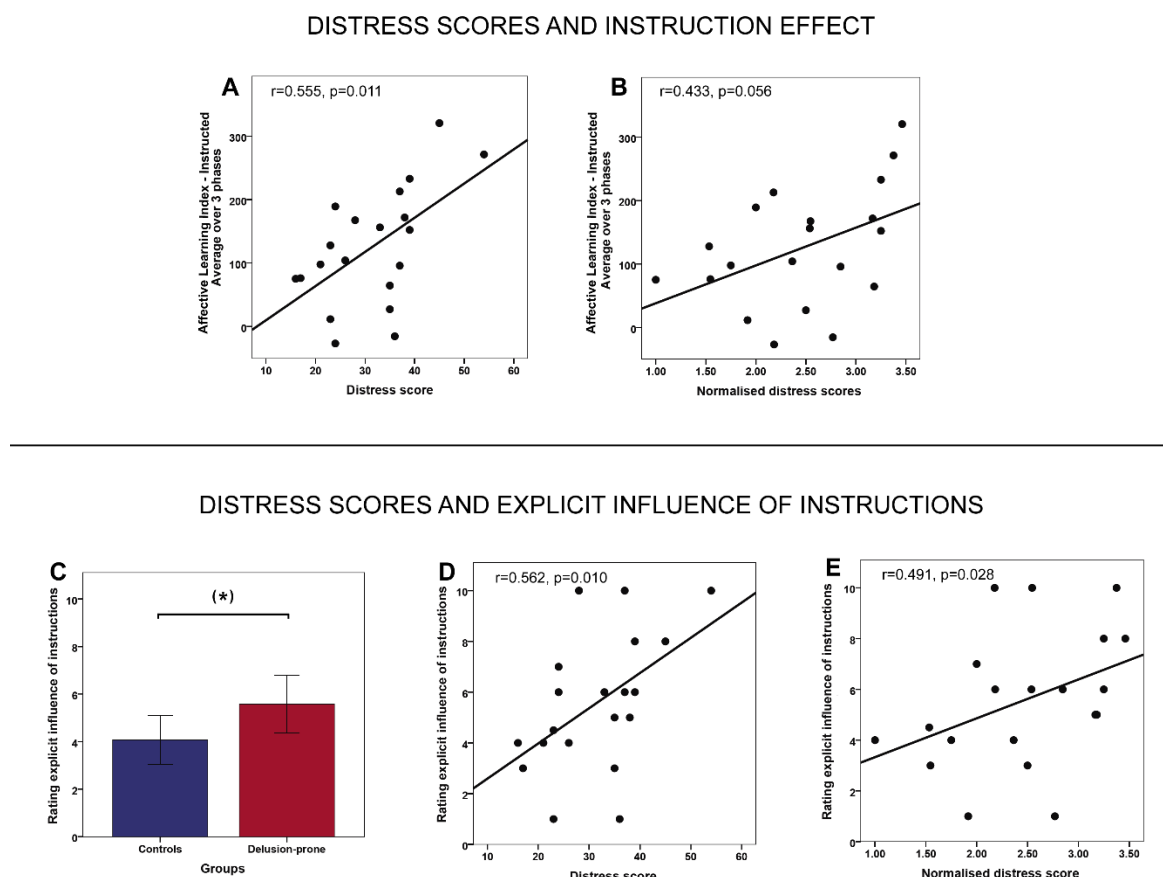 DISTRESS SCORES AND INSTRUCTION EFFECT
A
r=0.555, p=0.011
Affective Learning Index - Instructed
Average over 3 phases
300
200
100
0
10 20 30 40 50 60
Distress score
B
r=0.433, p=0.056
Affective Learning Index - Instructed
Average over 3 phases
300
200
100
0
1.00 1.50 2.00 2.50 3.00 3.50
Normalised distress scores
DISTRESS SCORES AND EXPLICIT INFLUENCE OF INSTRUCTIONS
C
(*)
Rating explicit influence of instructions
10
8
6
4
2
0
Controls Delusion-prone
Groups
D
r=0.562, p=0.010
Rating explicit influence of instructions
10
8
6
4
2
0
10 20 30 40 50 60
Distress score
E
r=0.491, p=0.028
Rating explicit influence of instructions
10
8
6
4
2
0
1.00 1.50 2.00 2.50 3.00 3.50
Normalised distress score